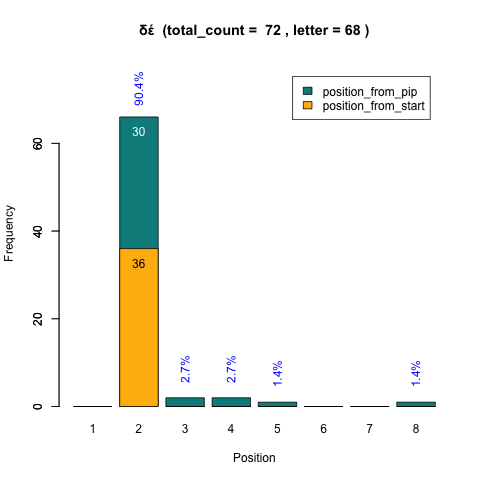 δέ (total_count = 72 , letter = 68 )
90.4%
position_from_pip
position_from_start
30
60
36
40
Frequency
20
2.7%
2.7%
1.4%
1.4%
0
1 2 3 4 5 6 7 8
Position